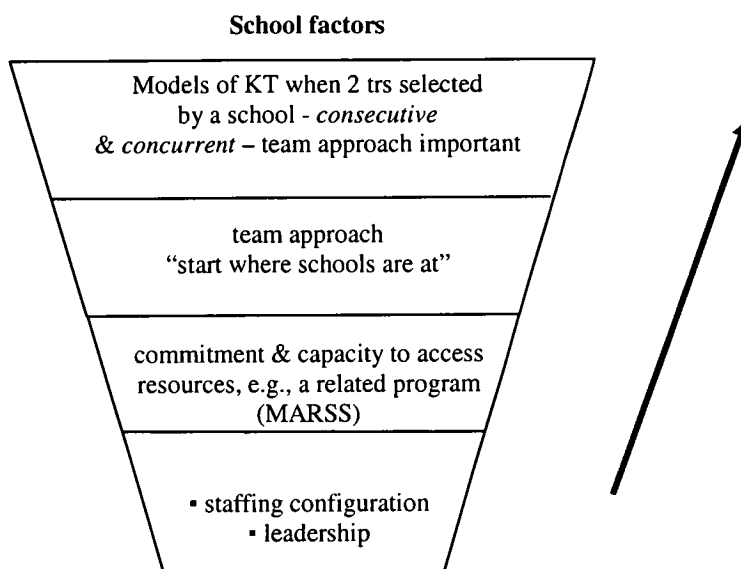 School factors
Models of KT when 2 trs selected
by a school - consecutive
& concurrent – team approach important
team approach
“start where schools are at”
commitment & capacity to access
resources, e.g., a related program
(MARSS)
▪ staffing configuration
▪ leadership